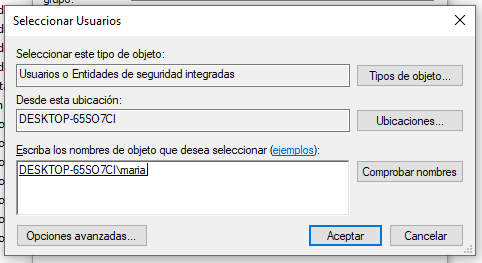 grupo:
Seleccionar Usuarios
Seleccionar este tipo de objeto:
Usuarios o Entidades de seguridad integradas
Tipos de objeto...
Desde esta ubicación:
DESKTOP-65SO7CI
Ubicaciones...
Escriba los nombres de objeto que desea seleccionar (ejemplos):
DESKTOP-65SO7CI\maria
Comprobar nombres
Opciones avanzadas...
Aceptar
Cancelar